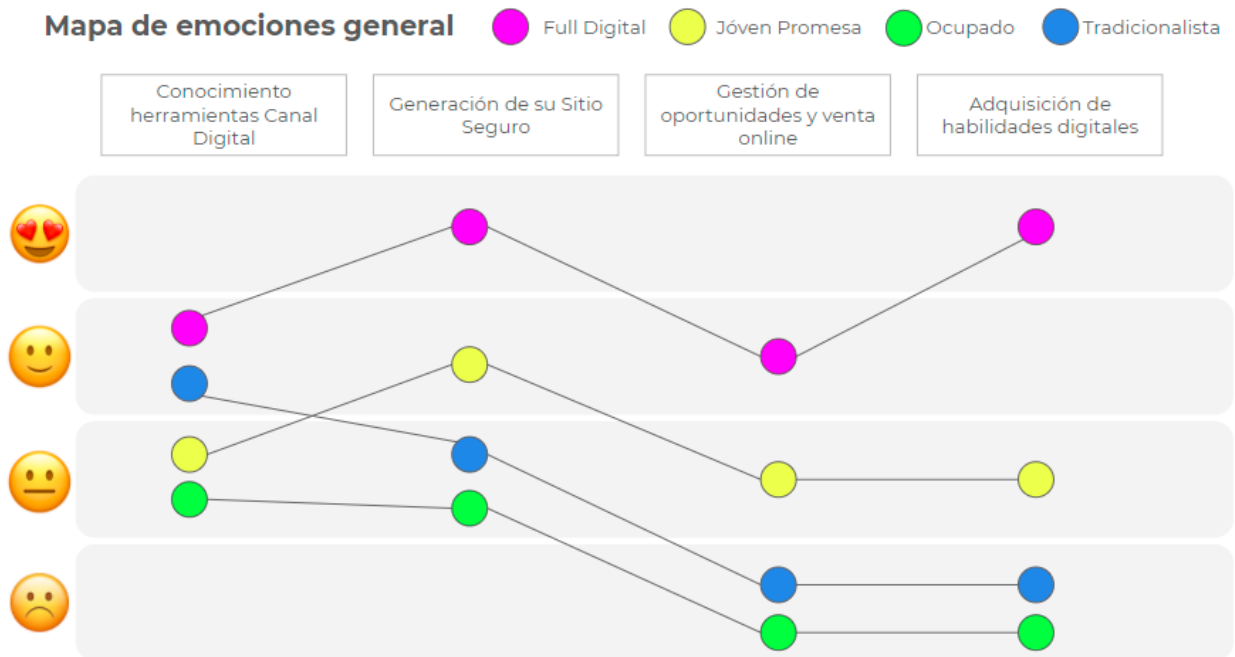 Mapa de emociones general
Full Digital
Jóven Promesa
Ocupado
Tradicionalista
Conocimiento
herramientas Canal
Digital
Generación de su Sitio
Seguro
Gestión de
oportunidades y venta
online
Adquisición de
habilidades digitales